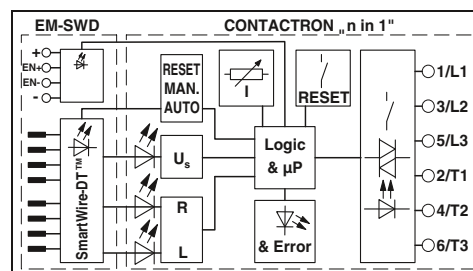 EM-SWD
CONTACTRON „n in 1"
+
EN+
EN-
-
RESET
MAN.
AUTO
I
RESET
SmartWire-DT™
Us
R
L
Logic
& µP
& Error
1/L1
3/L2
5/L3
2/T1
4/T2
6/T3